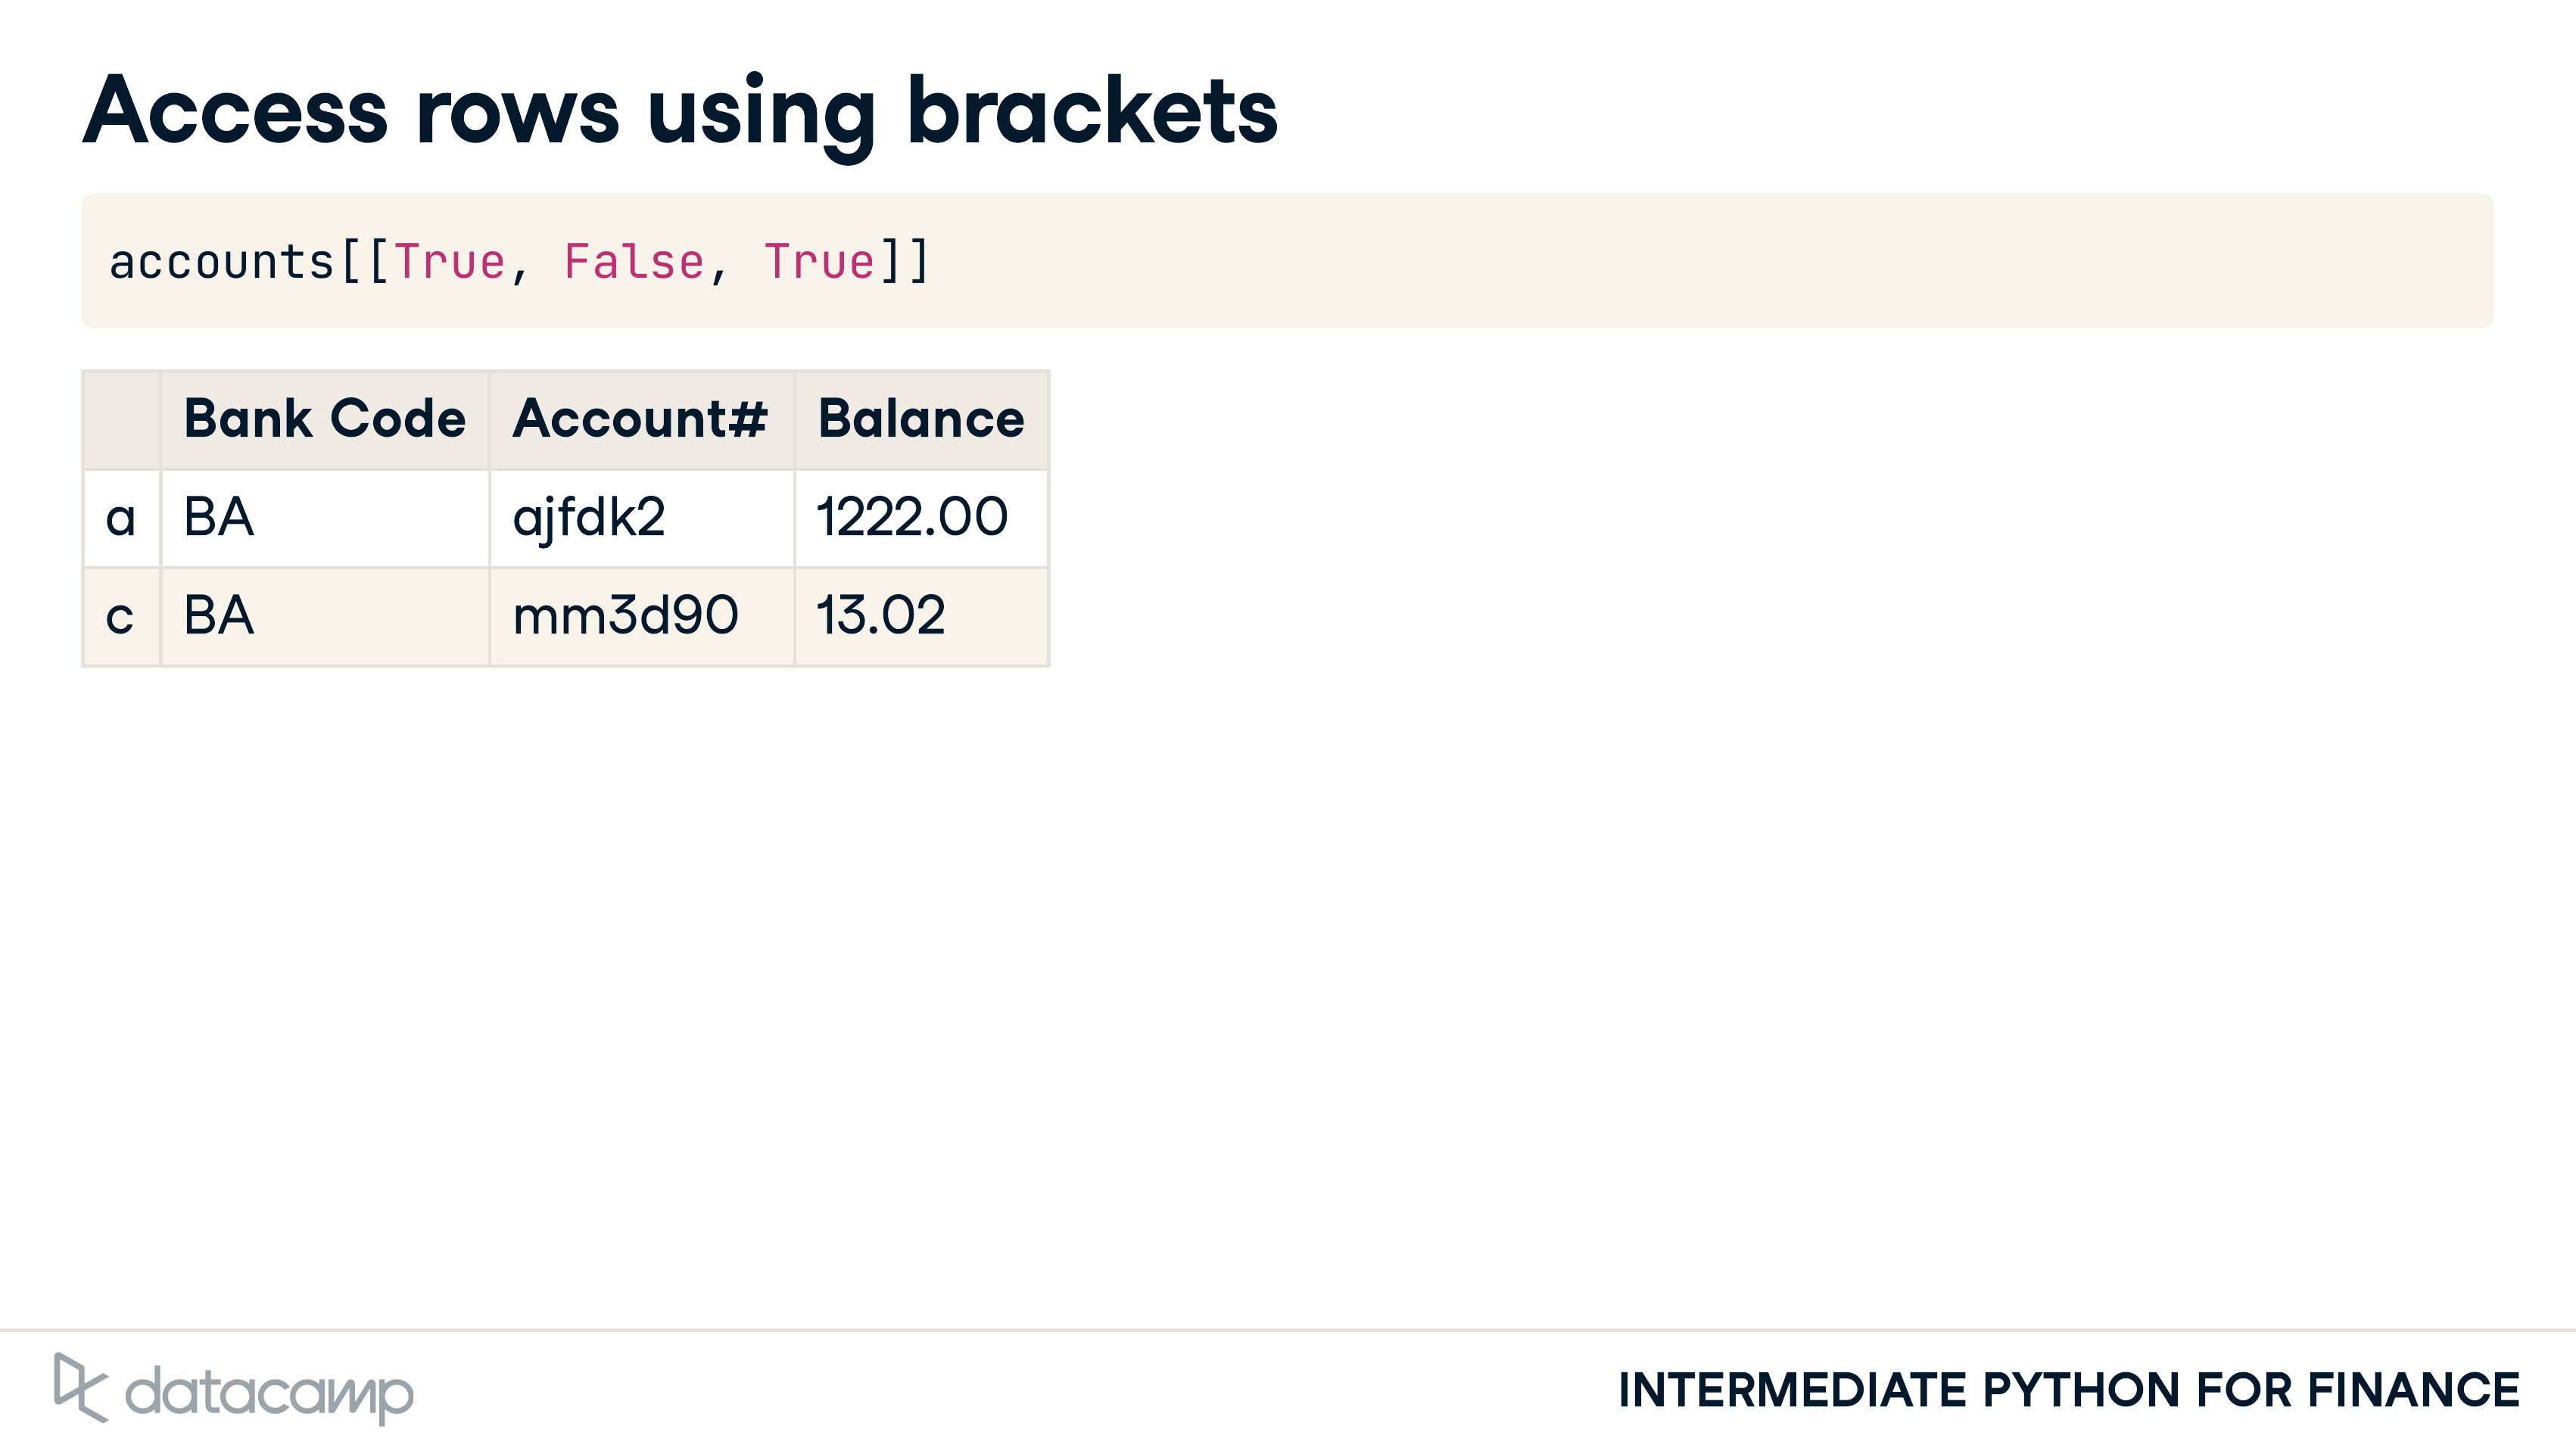 Access rows using brackets
accounts[[True, False, True]]
Bank Code Account# Balance
a BA ajfdk2 1222.00
c BA mm3d90 13.02
datacamp
INTERMEDIATE PYTHON FOR FINANCE